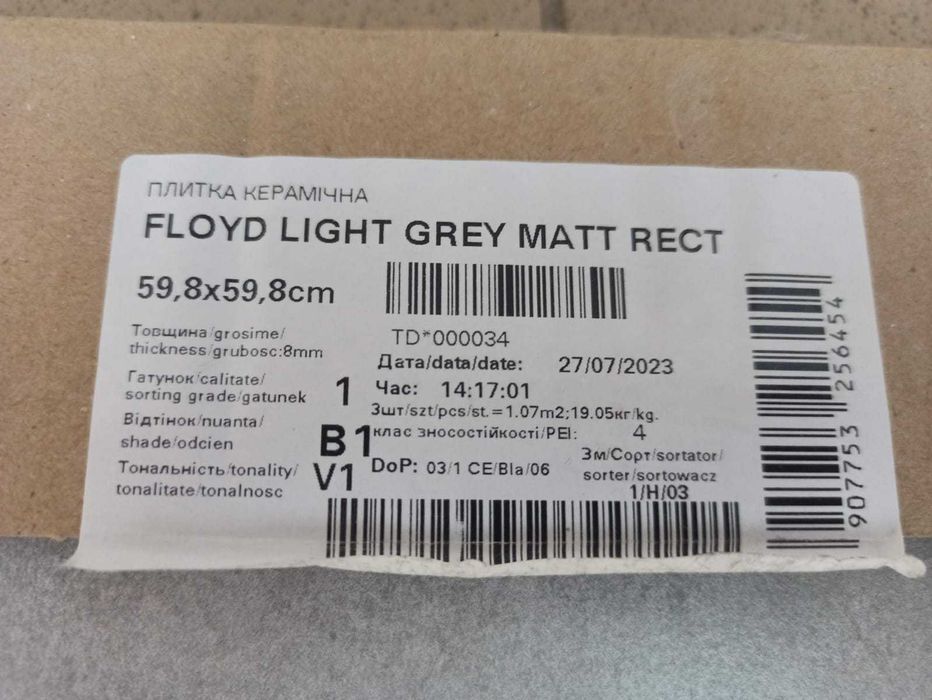 ПЛИТКА КЕРАМІЧНА
FLOYD LIGHT GREY MATT RECT
59,8x59,8cm
TD*000034
Товщина/grosime/
thickness/grubosc:8mm
Дата/data/date: 27/07/2023
Гатунок/calitate/
sorting grade/gatunek 1
Час: 14:17:01
3шт/szt/pcs/st.=1.07m2;19.05кг/kg.
Відтінок/nuanta/
shade/odcien B1
клас зносостійкості/PEI: 4
Тональність/tonality/
tonalitate/tonalnosc V1
DoP: 03/1 CE/BIa/06
Зм/Сорт/sortator/
sorter/sortowacz
1/H/03
907753 256454